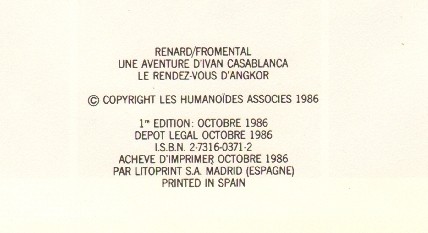 RENARD/FROMENTAL
UNE AVENTURE D'IVAN CASABLANCA
LE RENDEZ-VOUS D'ANGKOR
© COPYRIGHT LES HUMANOÏDES ASSOCIES 1986
1re EDITION: OCTOBRE 1986
DEPOT LEGAL OCTOBRE 1986
I.S.B.N. 2-7316-0371-2
ACHEVE D'IMPRIMER, OCTOBRE 1986
PAR LITOPRINT S.A. MADRID (ESPAGNE)
PRINTED IN SPAIN